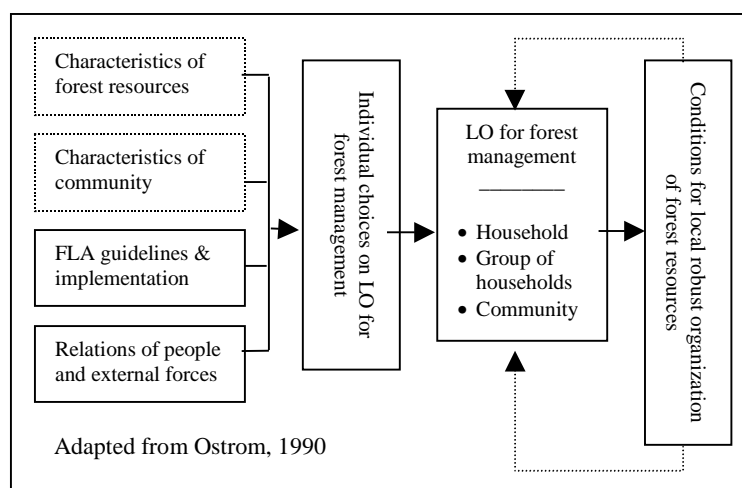 Characteristics of
forest resources
Characteristics of
community
FLA guidelines &
implementation
Relations of people
and external forces
Individual choices on LO for
forest management
LO for forest
management
• Household
• Group of
households
• Community
Conditions for local robust organization
of forest resources
Adapted from Ostrom, 1990